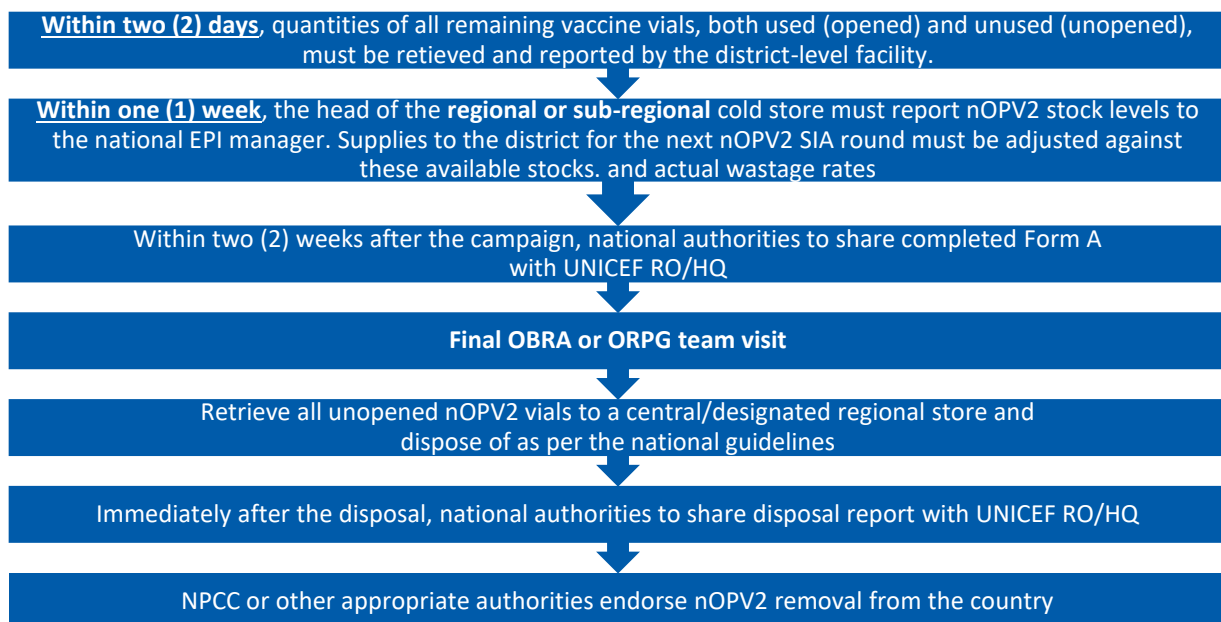 Within two (2) days, quantities of all remaining vaccine vials, both used (opened) and unused (unopened),
must be retieved and reported by the district-level facility.
Within one (1) week, the head of the regional or sub-regional cold store must report nOPV2 stock levels to
the national EPI manager. Supplies to the district for the next nOPV2 SIA round must be adjusted against
these available stocks. and actual wastage rates
Within two (2) weeks after the campaign, national authorities to share completed Form A
with UNICEF RO/HQ
Final OBRA or ORPG team visit
Retrieve all unopened nOPV2 vials to a central/designated regional store and
dispose of as per the national guidelines
Immediately after the disposal, national authorities to share disposal report with UNICEF RO/HQ
NPCC or other appropriate authorities endorse nOPV2 removal from the country